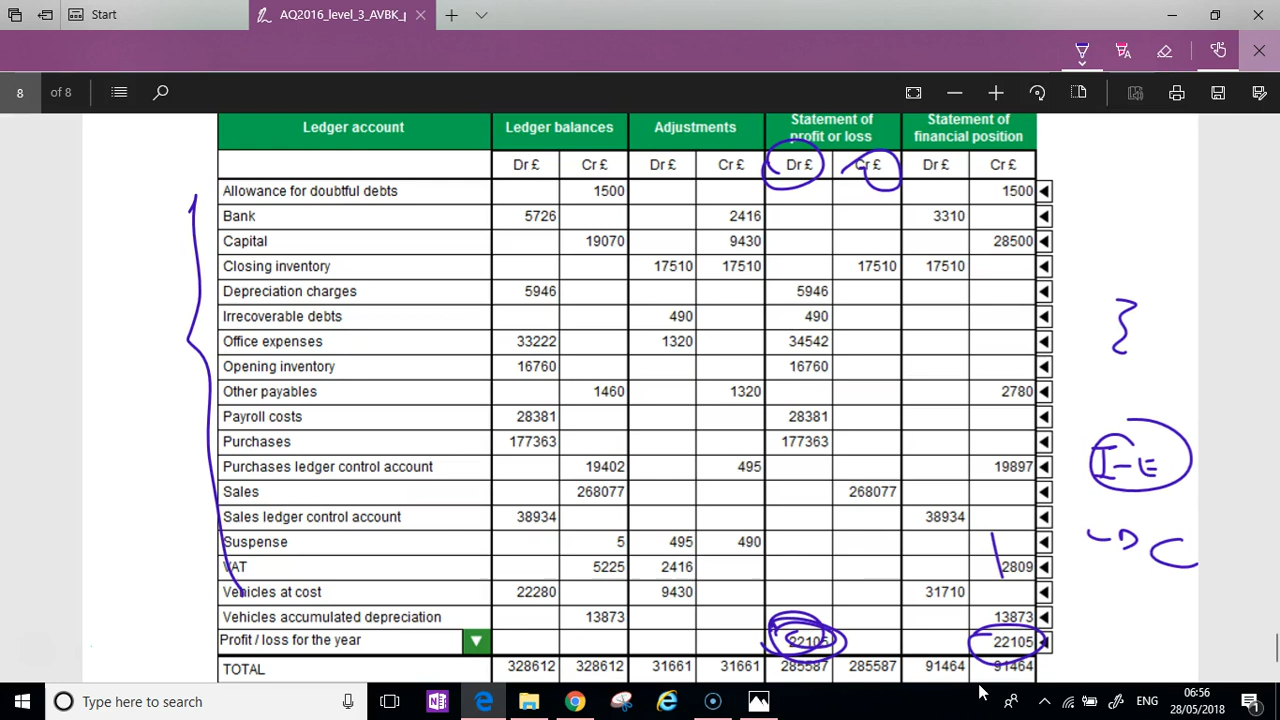 Start
AQ2016_level_3_AVBK_p
8 of 8
Ledger account Ledger balances Adjustments Statement of profit or loss Statement of financial position
Dr £ Cr £ Dr £ Cr £ Dr £ Cr £ Dr £ Cr £
Allowance for doubtful debts 1500 1500
Bank 5726 2416 3310
Capital 19070 9430 28500
Closing inventory 17510 17510 17510 17510
Depreciation charges 5946 5946
Irrecoverable debts 490 490
Office expenses 33222 1320 34542
Opening inventory 16760 16760
Other payables 1460 1320 2780
Payroll costs 28381 28381
Purchases 177363 177363
Purchases ledger control account 19402 495 19897
I-E
Sales 268077 268077
Sales ledger control account 38934 38934
Suspense 5 495 490
VAT 5225 2416 2809
Vehicles at cost 22280 9430 31710
Vehicles accumulated depreciation 13873 13873
Profit / loss for the year 22105 22105
TOTAL 328612 328612 31661 31661 285587 285587 91464 91464
Type here to search
ENG
06:56
28/05/2018
1